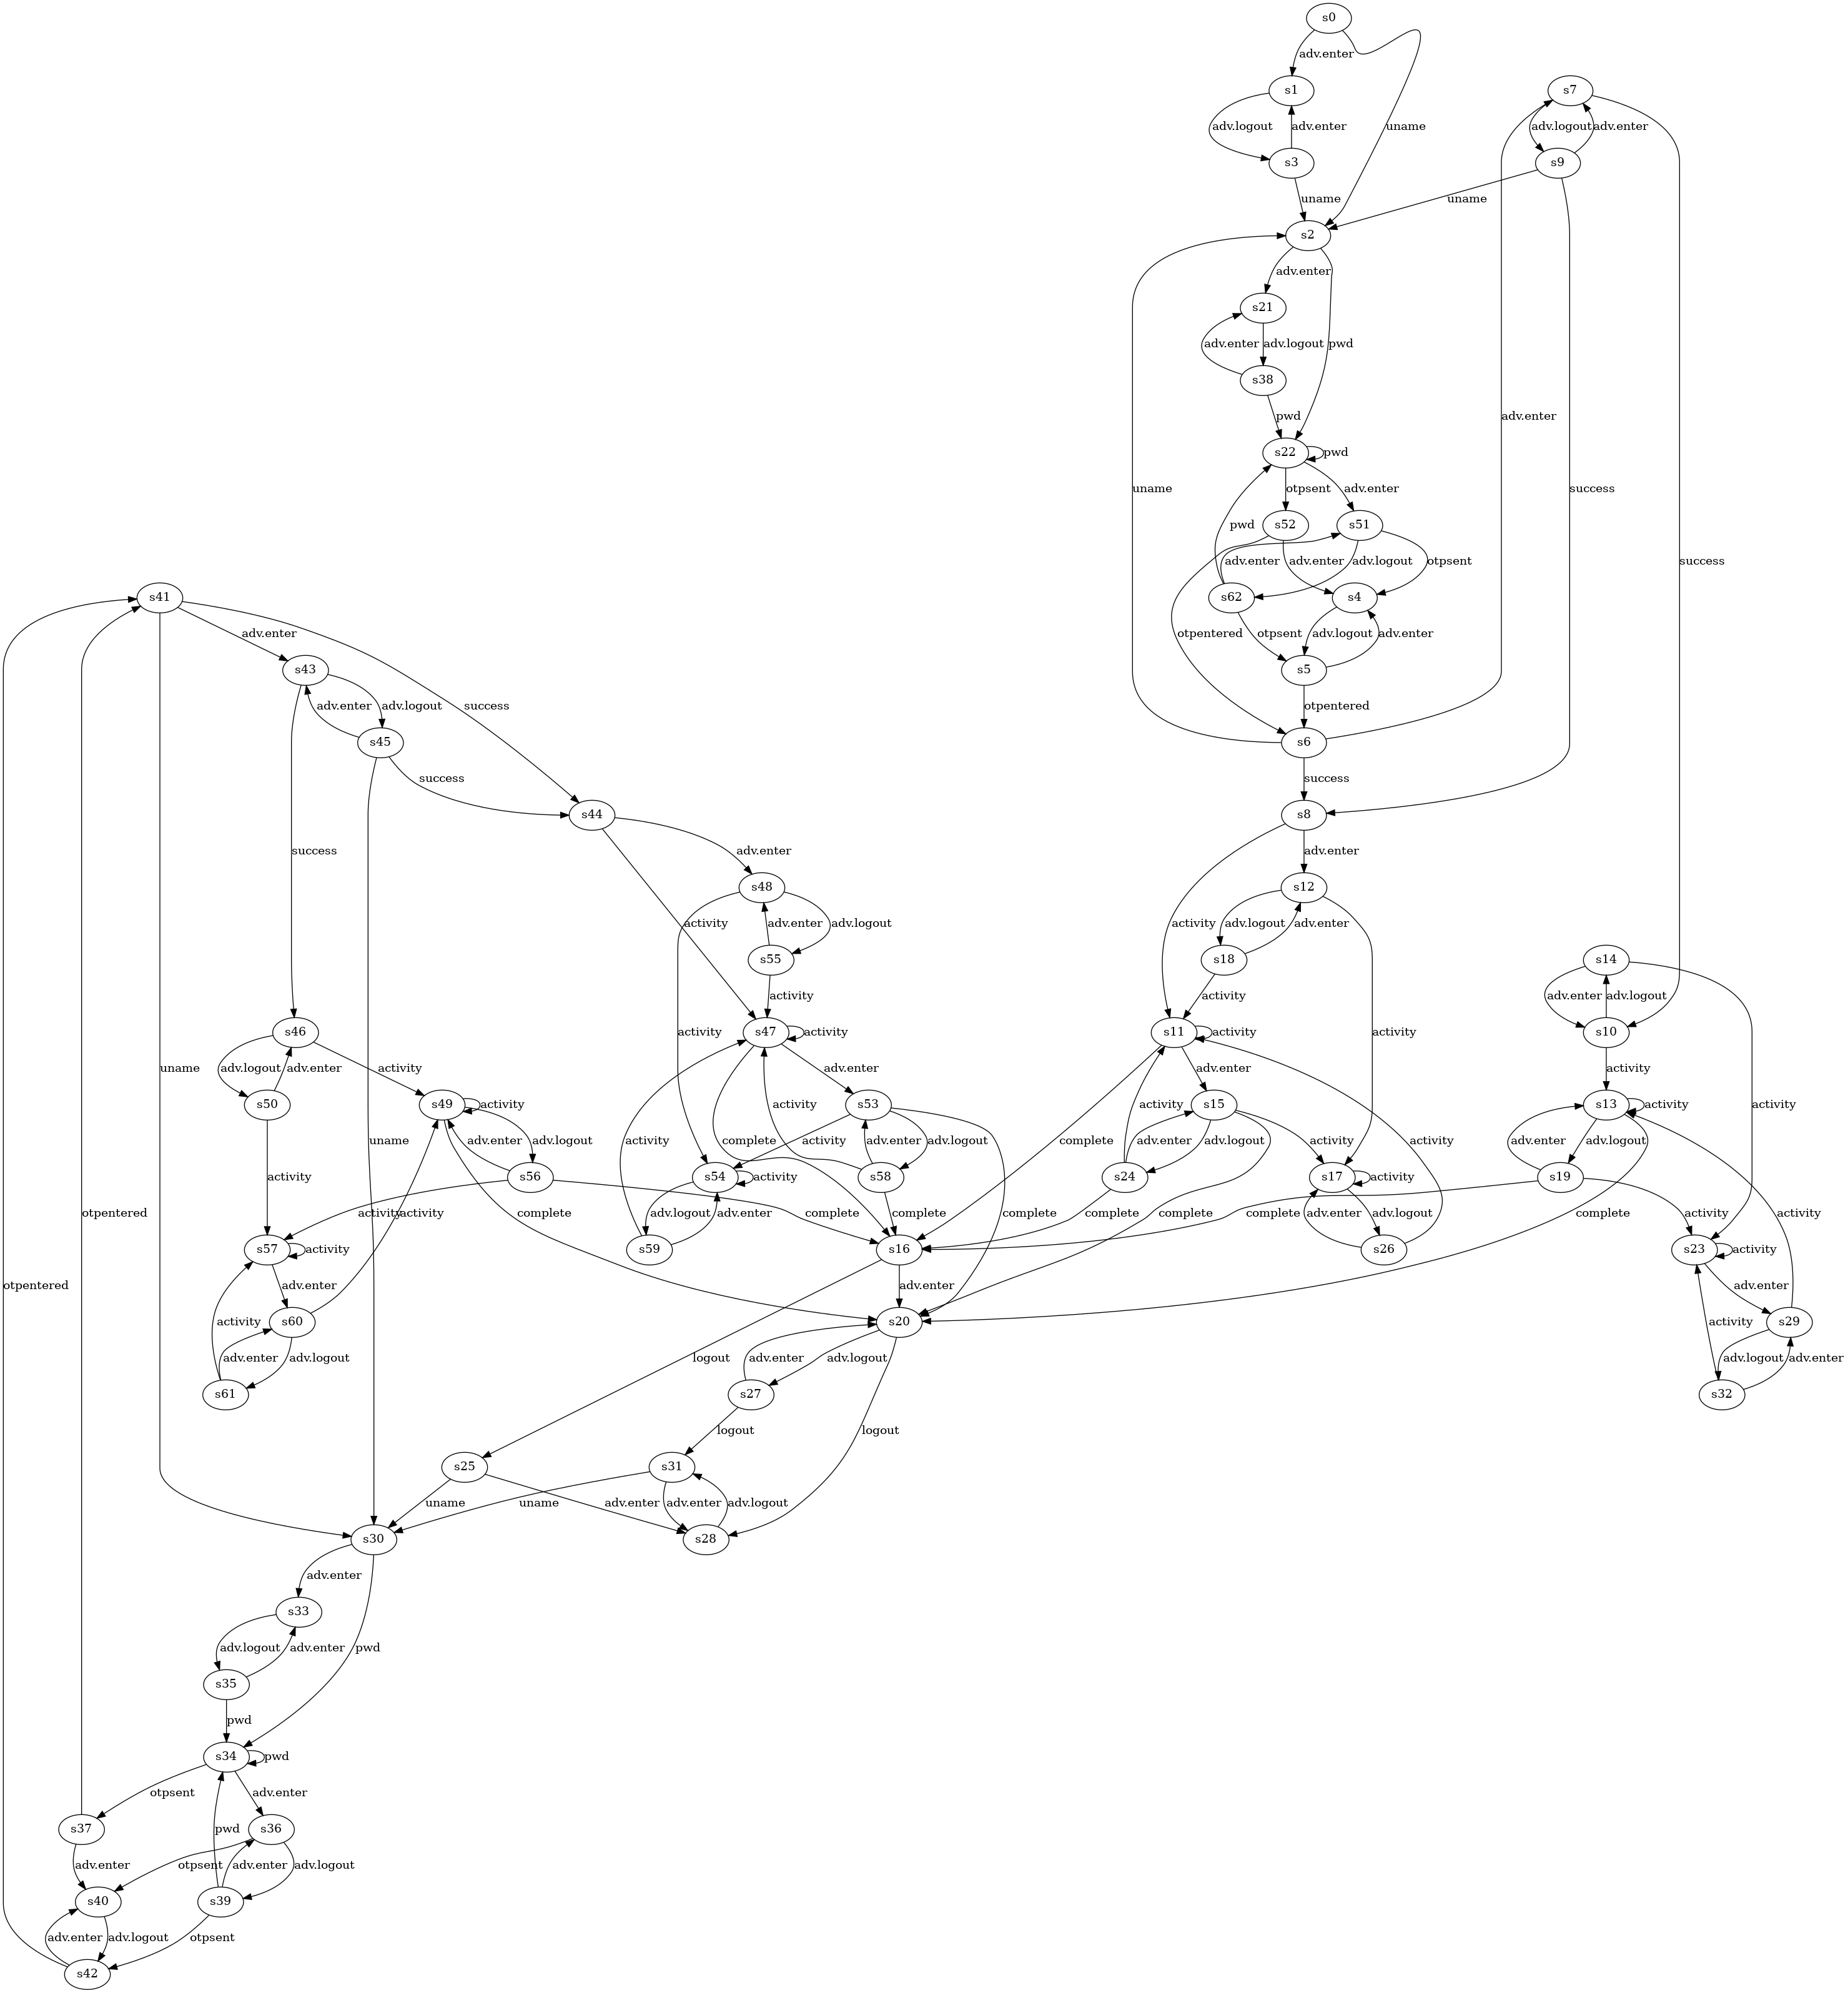 s0
adv.enter
s1
s7
adv.logout
adv.enter
uname
adv.logout
adv.enter
s3
s9
uname
uname
s2
adv.enter
s21
adv.enter
adv.logout
pwd
s38
pwd
adv.enter
s22
pwd
uname
otpsent
adv.enter
success
s52
s51
pwd
adv.enter
adv.enter
adv.logout
otpsent
success
s41
s62
s4
adv.enter
otpentered
otpsent
adv.logout
adv.enter
s43
s5
adv.enter
adv.logout
success
otpentered
s45
s6
success
success
s44
s8
success
adv.enter
adv.enter
s48
s12
activity
adv.enter
adv.logout
activity
adv.logout
adv.enter
s55
s18
s14
activity
activity
adv.enter
adv.logout
s46
activity
s47
activity
s11
activity
activity
s10
uname
adv.logout
adv.enter
activity
adv.enter
adv.enter
activity
s50
s49
activity
s53
s15
s13
activity
activity
uname
adv.enter
adv.logout
activity
activity
complete
activity
adv.enter
adv.logout
complete
activity
adv.enter
adv.logout
activity
activity
adv.enter
adv.logout
activity
s56
s54
activity
s58
s24
s17
activity
s19
otpentered
activity
activity
complete
complete
adv.logout
adv.enter
complete
complete
complete
complete
complete
adv.enter
adv.logout
activity
complete
activity
s57
activity
s59
s16
s26
s23
activity
otpentered
adv.enter
adv.enter
adv.enter
activity
s60
s20
activity
s29
adv.enter
adv.logout
logout
adv.enter
adv.logout
adv.logout
adv.enter
s61
s27
s32
logout
logout
s25
s31
uname
adv.enter
uname
adv.enter
adv.logout
s30
s28
adv.enter
s33
adv.logout
adv.enter
pwd
s35
pwd
s34
pwd
otpsent
adv.enter
s37
s36
pwd
adv.enter
otpsent
adv.enter
adv.logout
s40
s39
adv.enter
adv.logout
otpsent
s42